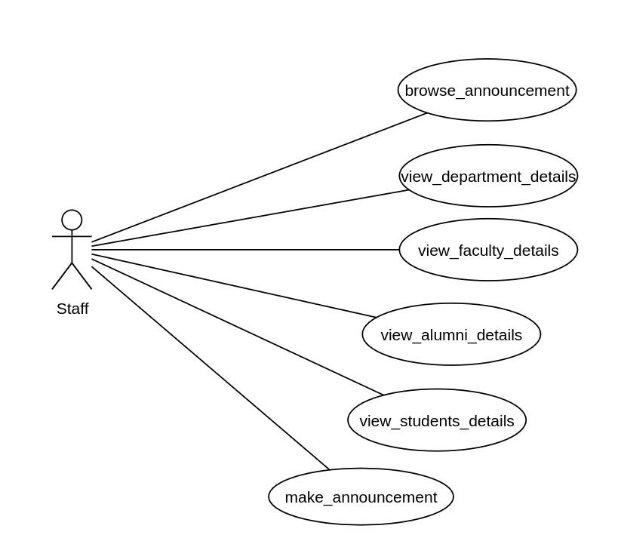 browse_announcement
view_department_details
view_faculty_details
Staff
view_alumni_details
view_students_details
make_announcement